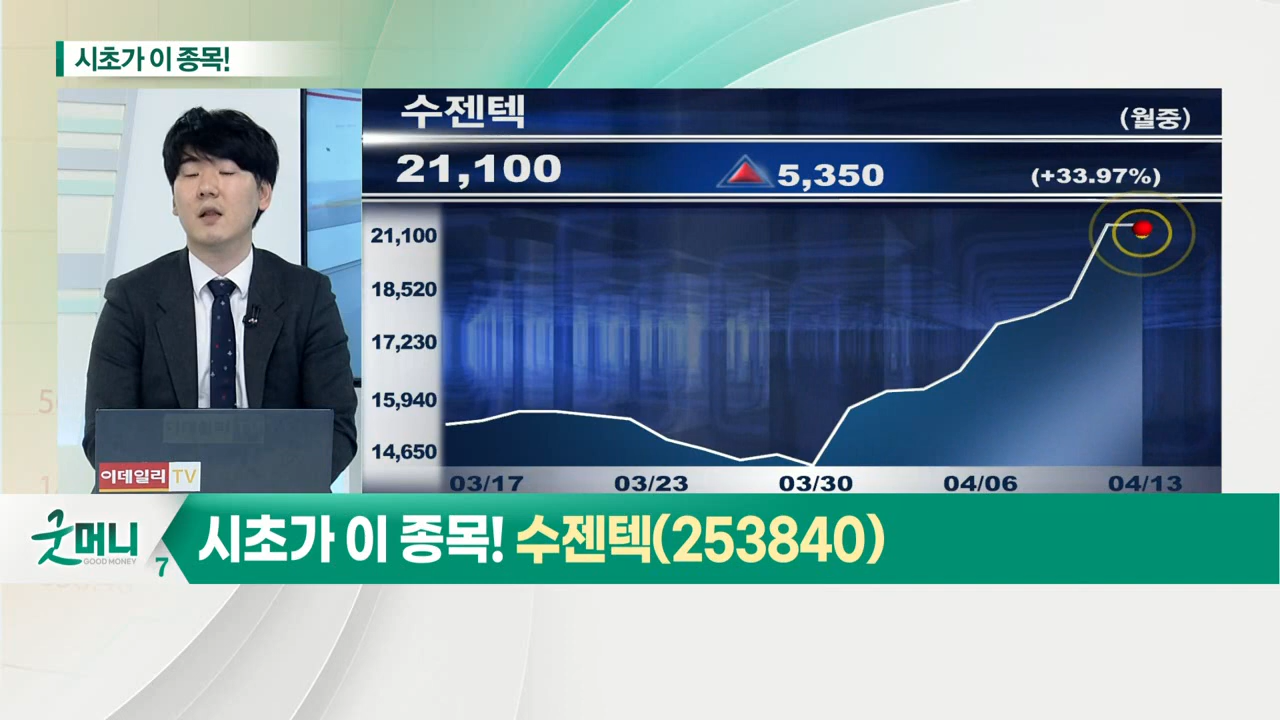 시초가 이 종목!
수젠텍
(월중)
21,100
5,350
(+33.97%)
21,100
18,520
17,230
15,940
14,650
03/17
03/23
03/30
04/06
04/13
이데일리 TV
굿머니
GOOD MONEY
7
시초가 이 종목! 수젠텍(253840)